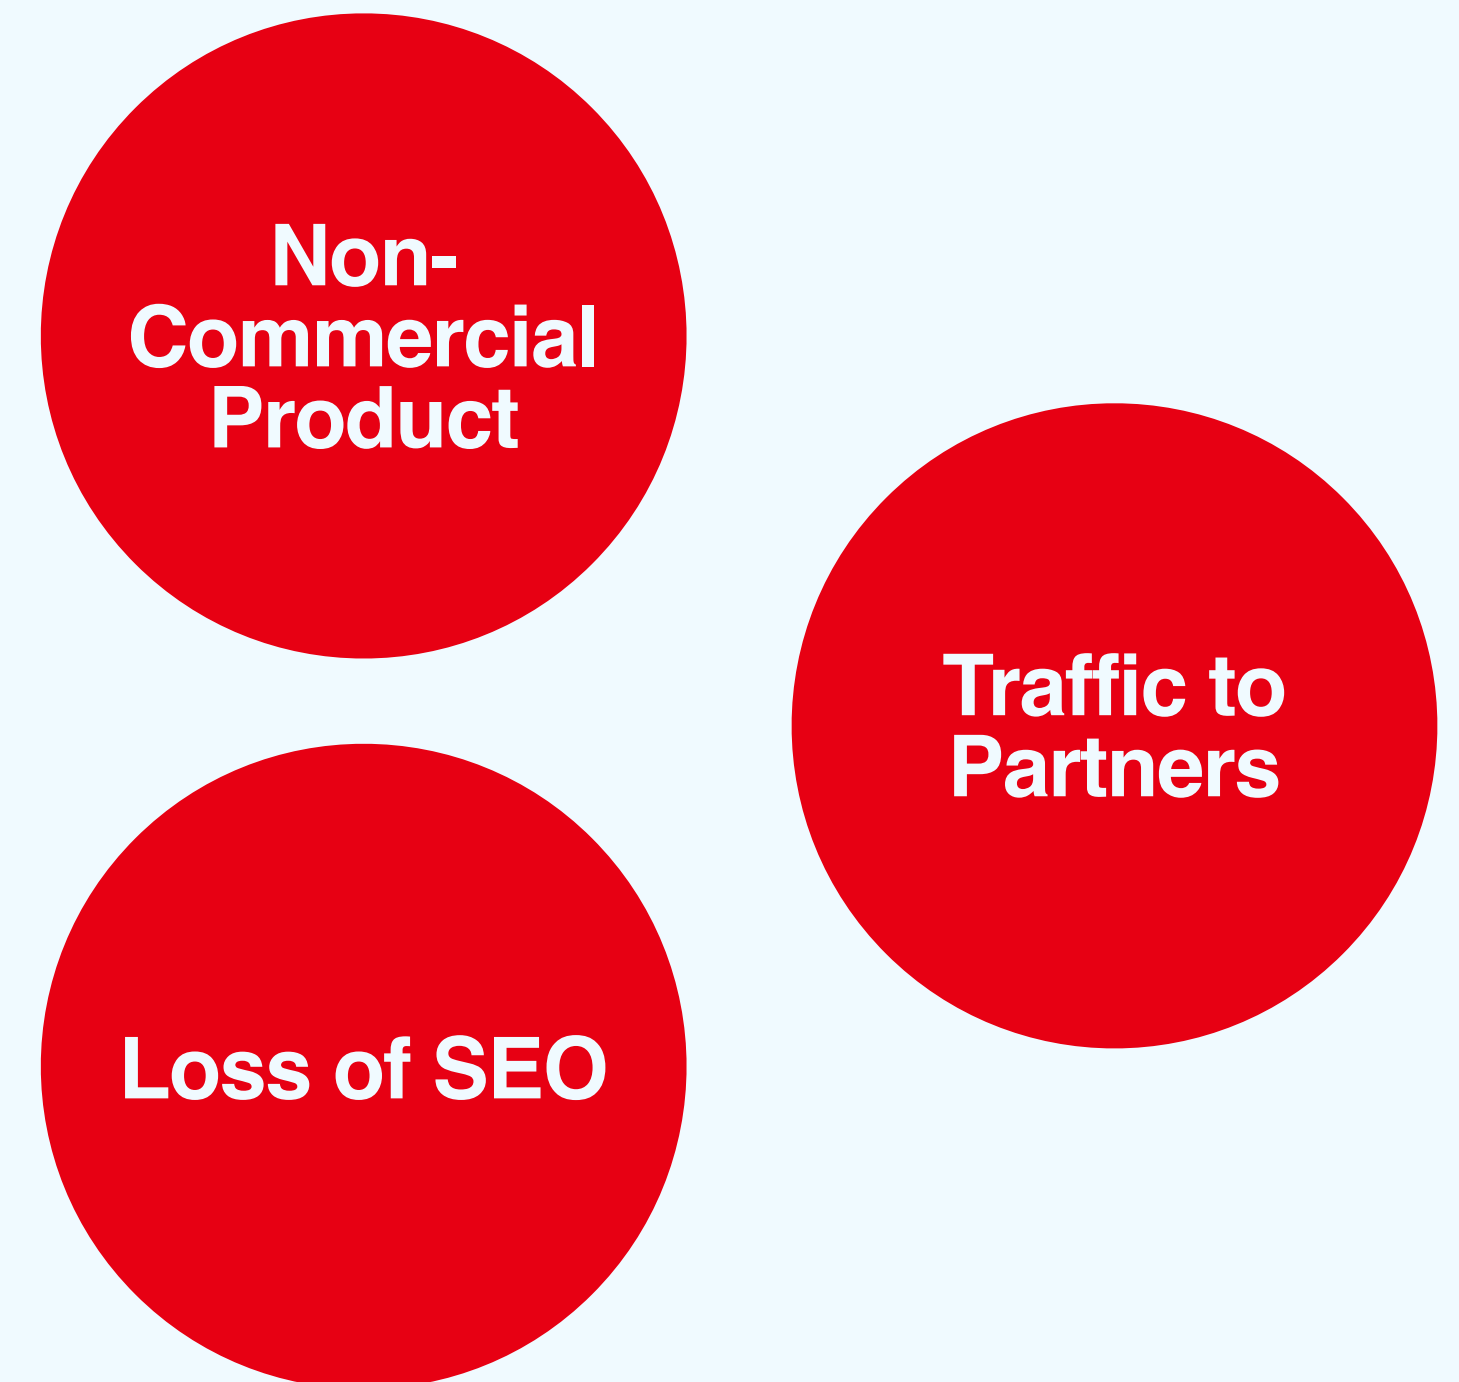 Non-
Commercial
Product
Traffic to
Partners
Loss of SEO